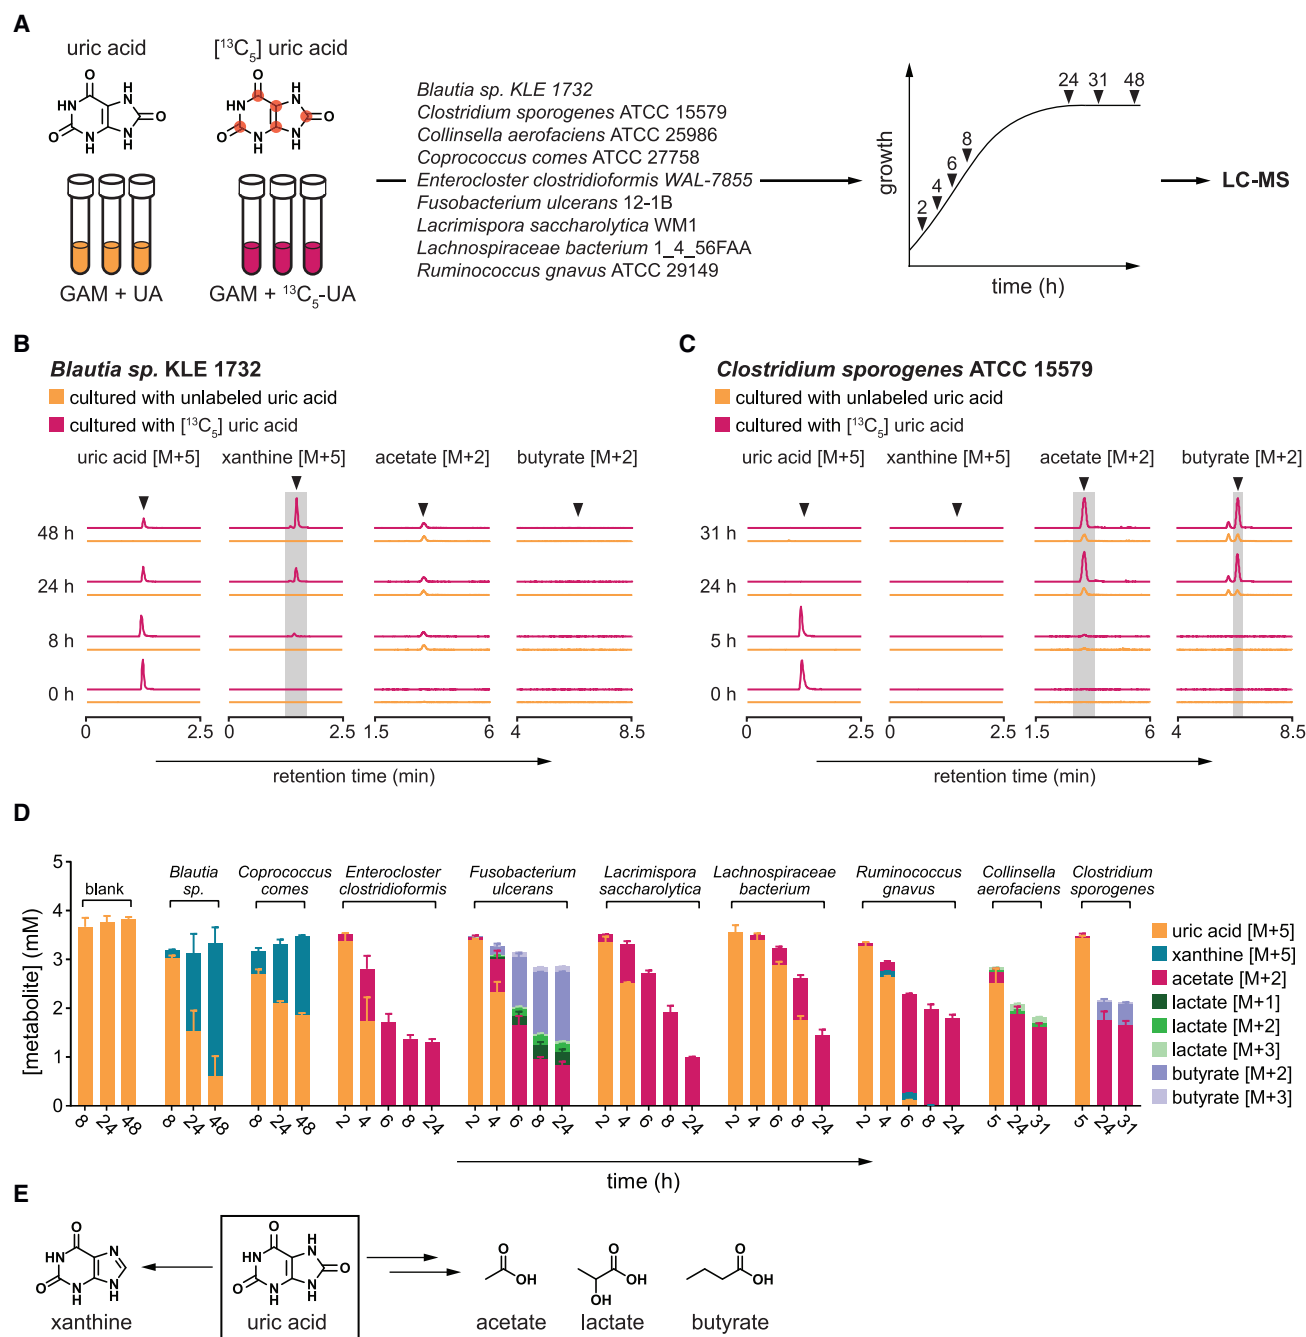 A
uric acid
[¹³C₅] uric acid
O
HN
O
N
H
H
N
N
H
O
O
HN
O
N
H
H
N
N
H
O
GAM + UA
GAM + ¹³C₅-UA
Blautia sp. KLE 1732
Clostridium sporogenes ATCC 15579
Collinsella aerofaciens ATCC 25986
Coprococcus comes ATCC 27758
Enterocloster clostridioformis WAL-7855
Fusobacterium ulcerans 12-1B
Lacrimispora saccharolytica WM1
Lachnospiraceae bacterium 1_4_56FAA
Ruminococcus gnavus ATCC 29149
growth
2
4
6
8
24 31 48
time (h)
LC-MS
B
Blautia sp. KLE 1732
cultured with unlabeled uric acid
cultured with [¹³C₅] uric acid
uric acid [M+5] xanthine [M+5] acetate [M+2] butyrate [M+2]
48 h
24 h
8 h
0 h
0 2.5 0 2.5 1.5 6 4 8.5
retention time (min)
C
Clostridium sporogenes ATCC 15579
cultured with unlabeled uric acid
cultured with [¹³C₅] uric acid
uric acid [M+5] xanthine [M+5] acetate [M+2] butyrate [M+2]
31 h
24 h
5 h
0 h
0 2.5 0 2.5 1.5 6 4 8.5
retention time (min)
D
[metabolite] (mM)
5
4
3
2
1
0
blank
Blautia
sp.
Coprococcus
comes
Enterocloster
clostridioformis
Fusobacterium
ulcerans
Lacrimispora
saccharolytica
Lachnospiraceae
bacterium
Ruminococcus
gnavus
Collinsella
aerofaciens
Clostridium
sporogenes
8 24 48 8 24 48 8 24 48 2 4 6 8 24 2 4 6 8 24 2 4 6 8 24 2 4 6 8 24 2 4 6 8 24 5 24 31 5 24 31
time (h)
uric acid [M+5]
xanthine [M+5]
acetate [M+2]
lactate [M+1]
lactate [M+2]
lactate [M+3]
butyrate [M+2]
butyrate [M+3]
E
O
HN
O
N
H
N
N
H
xanthine
O
HN
O
N
H
H
N
N
H
O
uric acid
O
OH
acetate
O
OH
OH
lactate
O
OH
butyrate